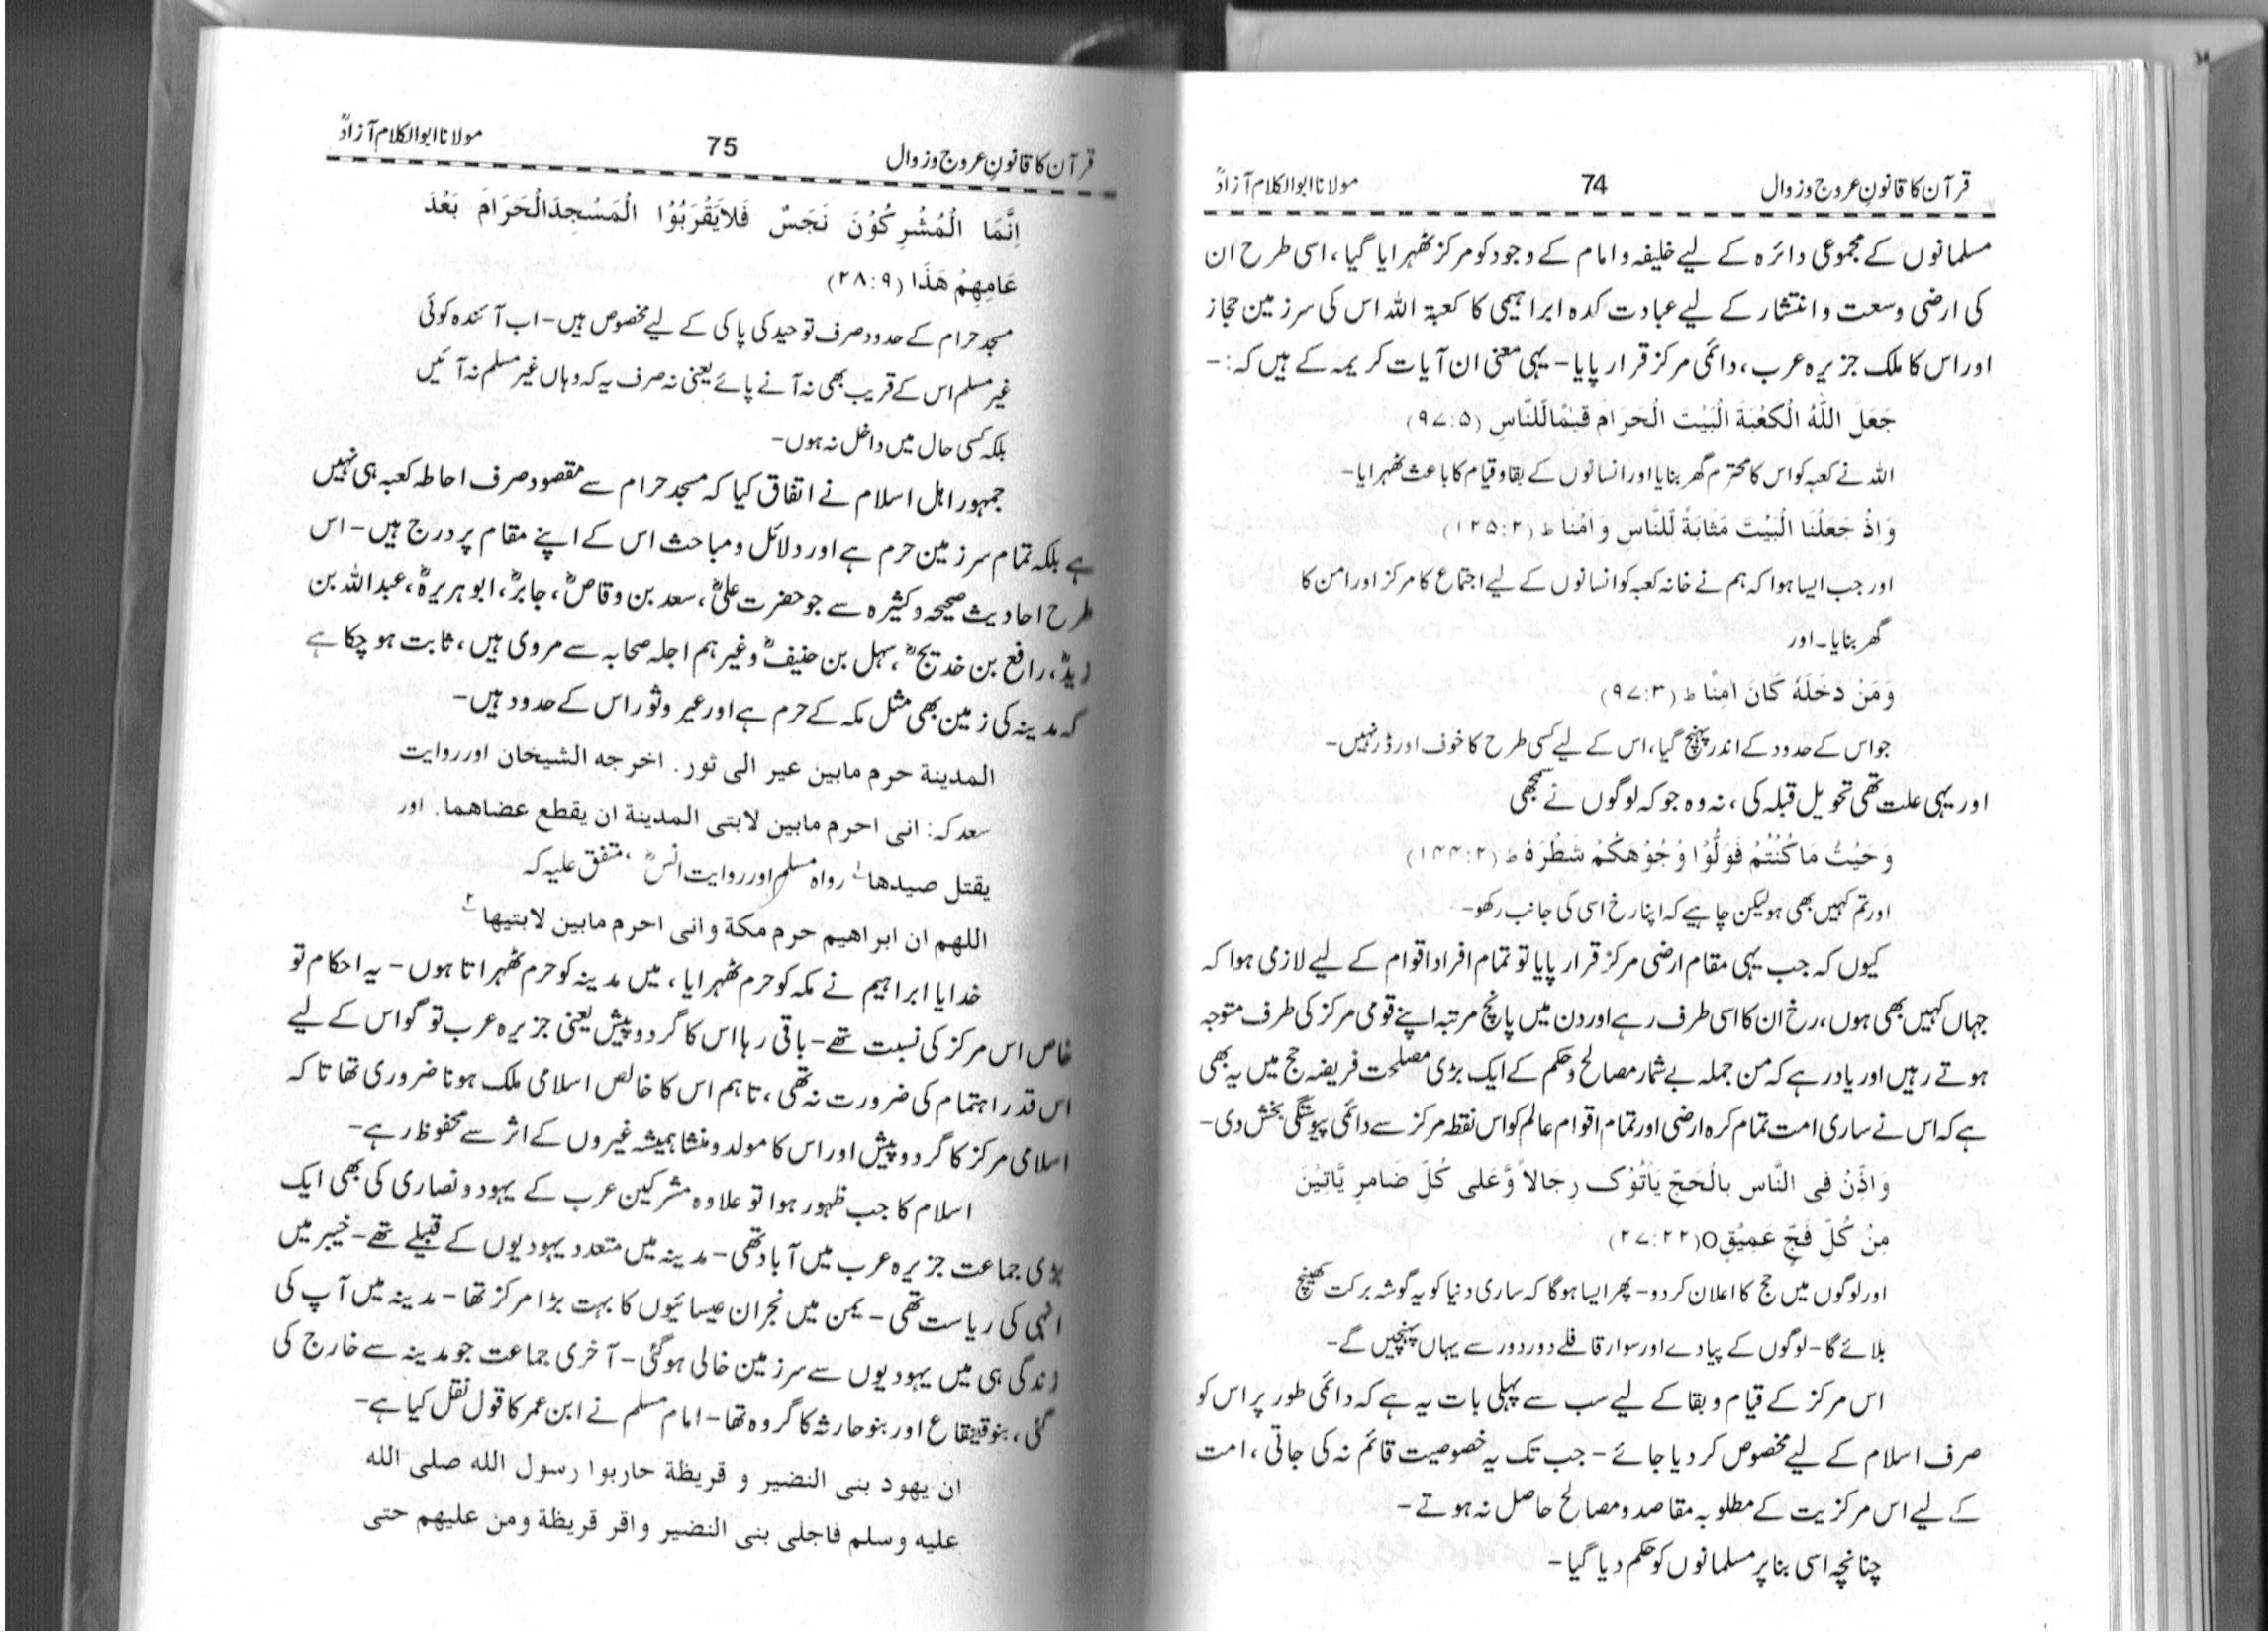 قرآن کا قانونِ عروج و زوال 74 مولانا ابوالکلام آزادؒ
مسلمانوں کے مجموعی دائرہ کے لیے خلیفہ و امام کے وجود کو مرکز ٹھہرایا گیا، اسی طرح ان
کی ارضی وسعت و انتشار کے لیے عبادت کدہ ابراہیمی کا کعبۃ اللہ اس کی سرزمین حجاز
اور اس کا ملک جزیرہ عرب، دائمی مرکز قرار پایا- یہی معنی ان آیات کریمہ کے ہیں کہ:-
جَعَلَ اللّٰهُ الْكَعْبَةَ الْبَيْتَ الْحَرَامَ قِيٰمًا لِّلنَّاسِ (۹۷:۵)
اللہ نے کعبہ کو اس کا محترم گھر بنایا اور انسانوں کے بقا و قیام کا باعث ٹھہرایا-
وَاِذْ جَعَلْنَا الْبَيْتَ مَثَابَةً لِّلنَّاسِ وَاَمْنًا ط (۱۲۵:۲)
اور جب ایسا ہوا کہ ہم نے خانہ کعبہ کو انسانوں کے لیے اجتماع کا مرکز اور امن کا
گھر بنایا۔ اور
وَمَنْ دَخَلَهٗ كَانَ اٰمِنًا ط (۹۷:۳)
جو اس کے حدود کے اندر پہنچ گیا، اس کے لیے کسی طرح کا خوف اور ڈر نہیں-
اور یہی علت تھی تحویل قبلہ کی، نہ وہ جو کہ لوگوں نے سمجھی
وَحَيْثُ مَا كُنْتُمْ فَوَلُّوْا وُجُوْهَكُمْ شَطْرَهٗ ط (۱۴۴:۲)
اور تم کہیں بھی ہو لیکن چاہیے کہ اپنا رخ اسی کی جانب رکھو-
کیوں کہ جب یہی مقام ارضی مرکز قرار پایا تو تمام افراد اقوام کے لیے لازمی ہوا کہ
جہاں کہیں بھی ہوں، رخ ان کا اسی طرف رہے اور دن میں پانچ مرتبہ اپنے قومی مرکز کی طرف متوجہ
ہوتے رہیں اور یاد رہے کہ من جملہ بے شمار مصالح و حکم کے ایک بڑی مصلحت فریضہ حج میں یہ بھی
ہے کہ اس نے ساری امت تمام کرہ ارضی اور تمام اقوام عالم کو اس نقطہ مرکز سے دائمی پیوستگی بخش دی-
وَاَذِّنْ فِى النَّاسِ بِالْحَجِّ يَاْتُوْكَ رِجَالاً وَّعَلٰى كُلِّ ضَامِرٍ يَّاْتِيْنَ
مِنْ كُلِّ فَجٍّ عَمِيْقٍO (۲۷:۲۲)
اور لوگوں میں حج کا اعلان کردو- پھر ایسا ہوگا کہ ساری دنیا کو یہ گوشہ برکت کھینچ
بلائے گا- لوگوں کے پیادے اور سوار قافلے دور دور سے یہاں پہنچیں گے-
اس مرکز کے قیام و بقا کے لیے سب سے پہلی بات یہ ہے کہ دائمی طور پر اس کو
صرف اسلام کے لیے مخصوص کر دیا جائے- جب تک یہ خصوصیت قائم نہ کی جاتی، امت
کے لیے اس مرکزیت کے مطلوبہ مقاصد و مصالح حاصل نہ ہوتے-
چنانچہ اسی بنا پر مسلمانوں کو حکم دیا گیا-
قرآن کا قانونِ عروج و زوال 75 مولانا ابوالکلام آزادؒ
اِنَّمَا الْمُشْرِكُوْنَ نَجَسٌ فَلاَ يَقْرَبُوْا الْمَسْجِدَالْحَرَامَ بَعْدَ
عَامِهِمْ هَذَا (۲۸:۹)
مسجد حرام کے حدود صرف توحید کی پاکی کے لیے مخصوص ہیں- اب آئندہ کوئی
غیر مسلم اس کے قریب بھی نہ آنے پائے یعنی نہ صرف یہ کہ وہاں غیر مسلم نہ آئیں
بلکہ کسی حال میں داخل نہ ہوں-
جمہور اہل اسلام نے اتفاق کیا کہ مسجد حرام سے مقصود صرف احاطہ کعبہ ہی نہیں
ہے بلکہ تمام سرزمین حرم ہے اور دلائل و مباحث اس کے اپنے مقام پر درج ہیں- اس
طرح احادیث صحیحہ و کثیرہ سے جو حضرت علیؓ، سعد بن وقاصؓ، جابرؓ، ابوہریرہؓ، عبداللہ بن
زیدؓ، رافع بن خدیجؓ، سہل بن حنیفؓ وغیرہم اجلہ صحابہ سے مروی ہیں، ثابت ہو چکا ہے
کہ مدینہ کی زمین بھی مثل مکہ کے حرم ہے اور عیر و ثور اس کے حدود ہیں-
المدينة حرم مابين عير الى ثور. اخرجه الشيخان اور روایت
سعد کہ: انى احرم مابين لابتى المدينة ان يقطع عضاهما. اور
يقتل صيدها۱ رواہ مسلم اور روایت انسؓ، متفق علیہ کہ
اللهم ان ابراهيم حرم مكة وانى احرم مابين لابتيها۲
خدایا ابراہیم نے مکہ کو حرم ٹھہرایا، میں مدینہ کو حرم ٹھہراتا ہوں- یہ احکام تو
خاص اس مرکز کی نسبت تھے- باقی رہا اس کا گردوپیش یعنی جزیرہ عرب تو گو اس کے لیے
اس قدر اہتمام کی ضرورت نہ تھی، تاہم اس کا خالص اسلامی ملک ہونا ضروری تھا تاکہ
اسلامی مرکز کا گردوپیش اور اس کا مولد و منشا ہمیشہ غیروں کے اثر سے محفوظ رہے-
اسلام کا جب ظہور ہوا تو علاوہ مشرکین عرب کے یہود و نصاری کی بھی ایک
بڑی جماعت جزیرہ عرب میں آباد تھی- مدینہ میں متعدد یہودیوں کے قبیلے تھے- خیبر میں
انہی کی ریاست تھی- یمن میں نجران عیسائیوں کا بہت بڑا مرکز تھا- مدینہ میں آپ کی
زندگی ہی میں یہودیوں سے سرزمین خالی ہوگئی- آخری جماعت جو مدینہ سے خارج کی
گئی، بنو قینقاع اور بنو حارثہ کا گروہ تھا- امام مسلم نے ابن عمر کا قول نقل کیا ہے-
ان يهود بنى النضير و قريظة حاربوا رسول الله صلى الله
عليه وسلم فاجلى بنى النضير واقر قريظة ومن عليهم حتى